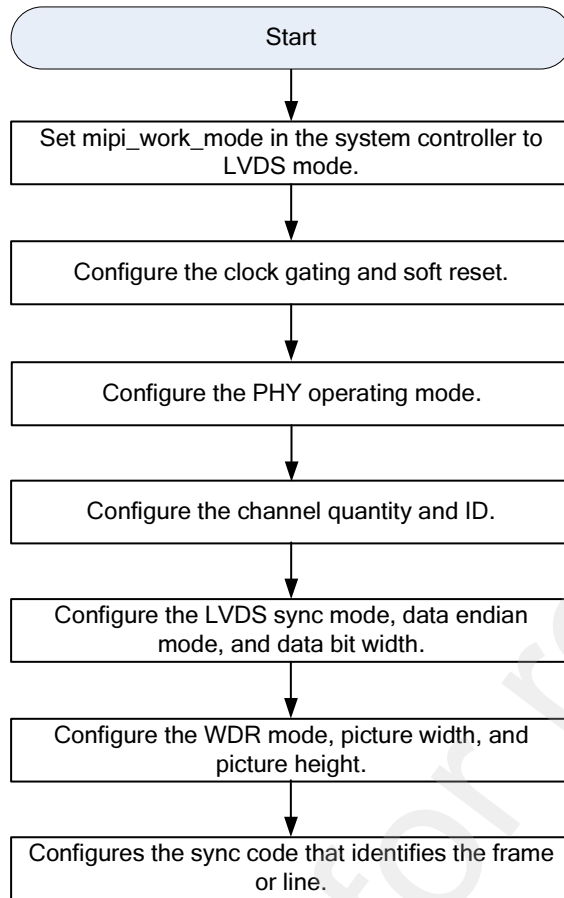 Start
Set mipi_work_mode in the system controller to
LVDS mode.
Configure the clock gating and soft reset.
Configure the PHY operating mode.
Configure the channel quantity and ID.
Configure the LVDS sync mode, data endian
mode, and data bit width.
Configure the WDR mode, picture width, and
picture height.
Configures the sync code that identifies the frame
or line.
for